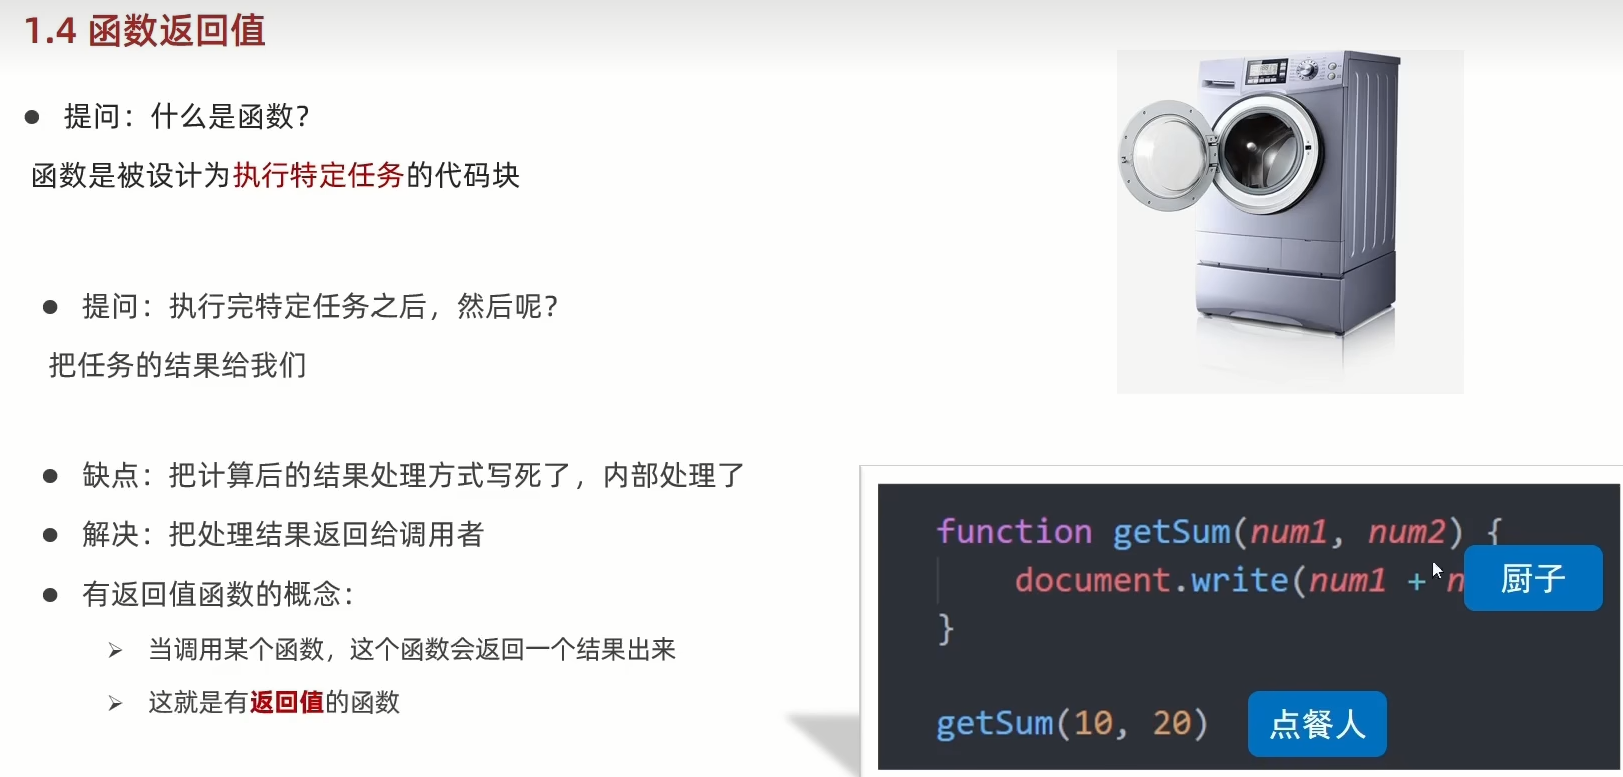 1.4 函数返回值
提问：什么是函数？
函数是被设计为执行特定任务的代码块
提问：执行完特定任务之后，然后呢？
把任务的结果给我们
缺点：把计算后的结果处理方式写死了，内部处理了
解决：把处理结果返回给调用者
有返回值函数的概念：
当调用某个函数，这个函数会返回一个结果出来
这就是有返回值的函数
function getSum(num1, num2) {
document.write(num1 + n
厨子
}
getSum(10, 20)
点餐人